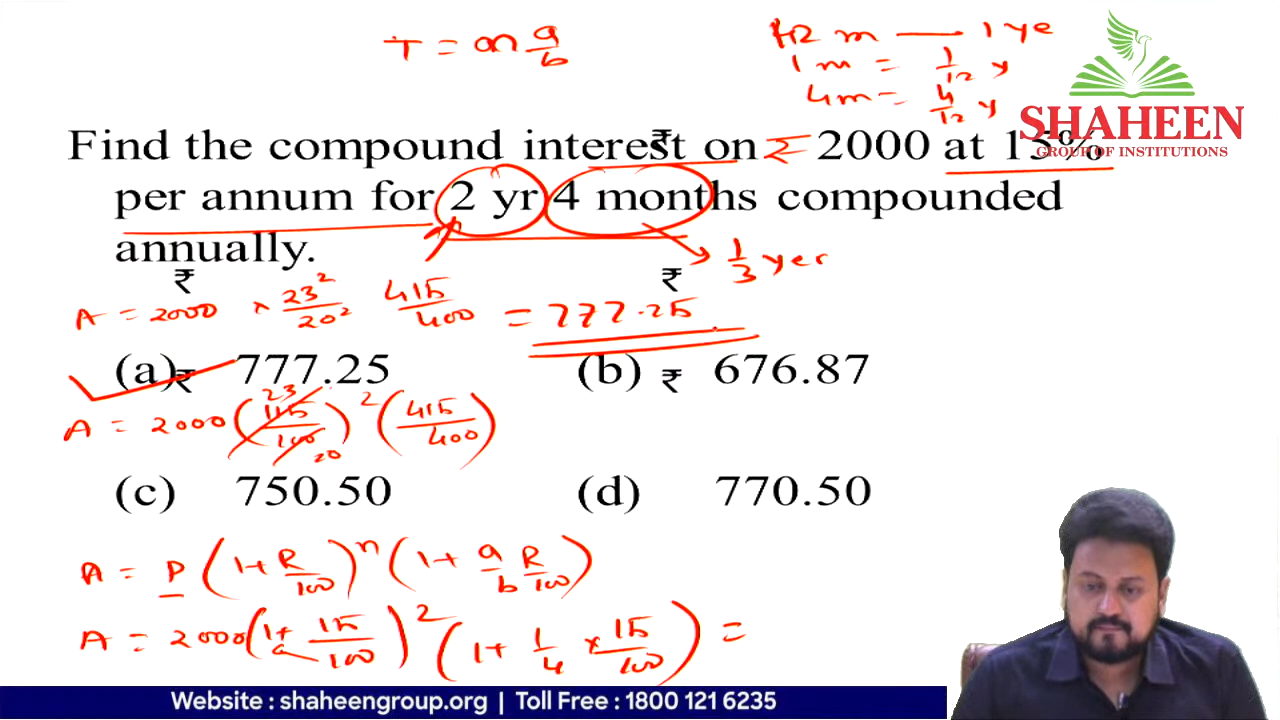 T = n a/b
12 m — 1 ye
1 m = 1/12 y
4m = 4/12 y
SHAHEEN
GROUP OF INSTITUTIONS
Find the compound interest on ₹ 2000 at 15%
per annum for 2 yr 4 months compounded
annually.
1/3 yer
₹ ₹
A = 2000 × 23²/20² 415/400 = 777.25
(a) ₹ 777.25 (b) ₹ 676.87
A = 2000 (115/100)² (415/400)
23
20
(c) 750.50 (d) 770.50
A = P (1+ R/100)ⁿ (1+ a/b R/100)
A = 2000 (1+ 15/100)² (1+ 1/4 × 15/100) =
Website : shaheengroup.org | Toll Free : 1800 121 6235